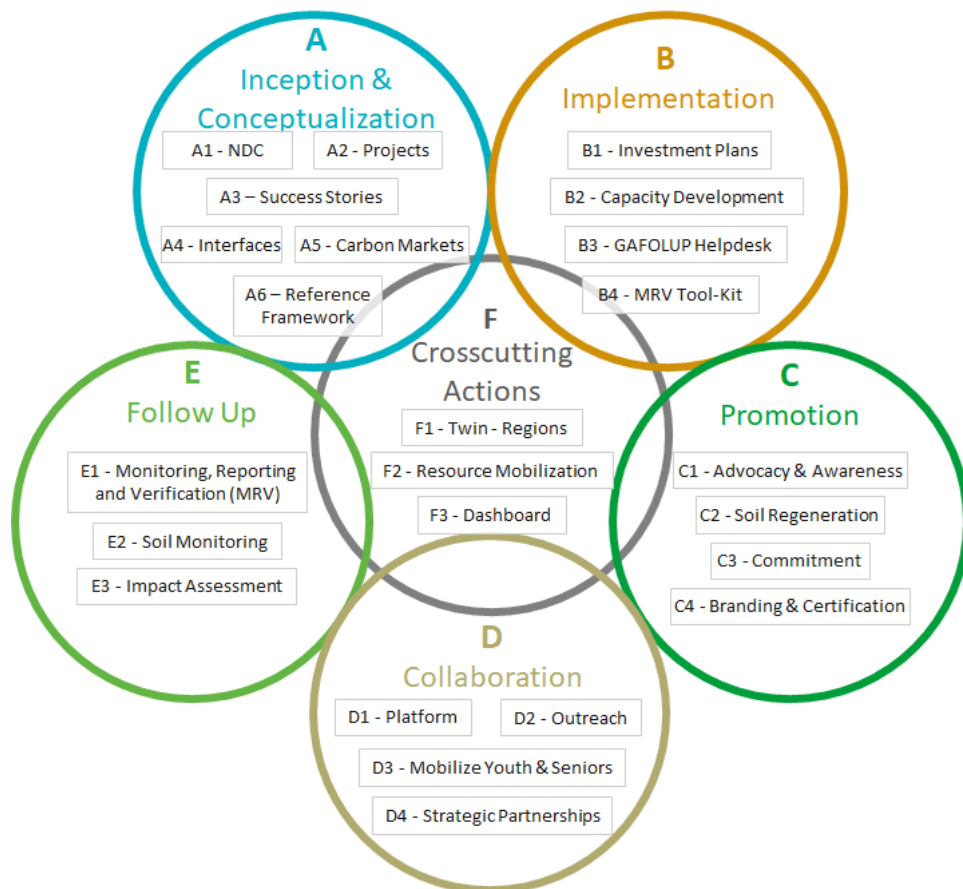 A
Inception &
Conceptualization
A1 - NDC
A2 - Projects
A3 – Success Stories
A4 - Interfaces
A5 - Carbon Markets
A6 – Reference
Framework
B
Implementation
B1 - Investment Plans
B2 - Capacity Development
B3 - GAFOLUP Helpdesk
B4 - MRV Tool-Kit
F
Crosscutting
Actions
F1 - Twin - Regions
F2 - Resource Mobilization
F3 - Dashboard
E
Follow Up
E1 - Monitoring, Reporting
and Verification (MRV)
E2 - Soil Monitoring
E3 - Impact Assessment
C
Promotion
C1 - Advocacy & Awareness
C2 - Soil Regeneration
C3 - Commitment
C4 - Branding & Certification
D
Collaboration
D1 - Platform
D2 - Outreach
D3 - Mobilize Youth & Seniors
D4 - Strategic Partnerships